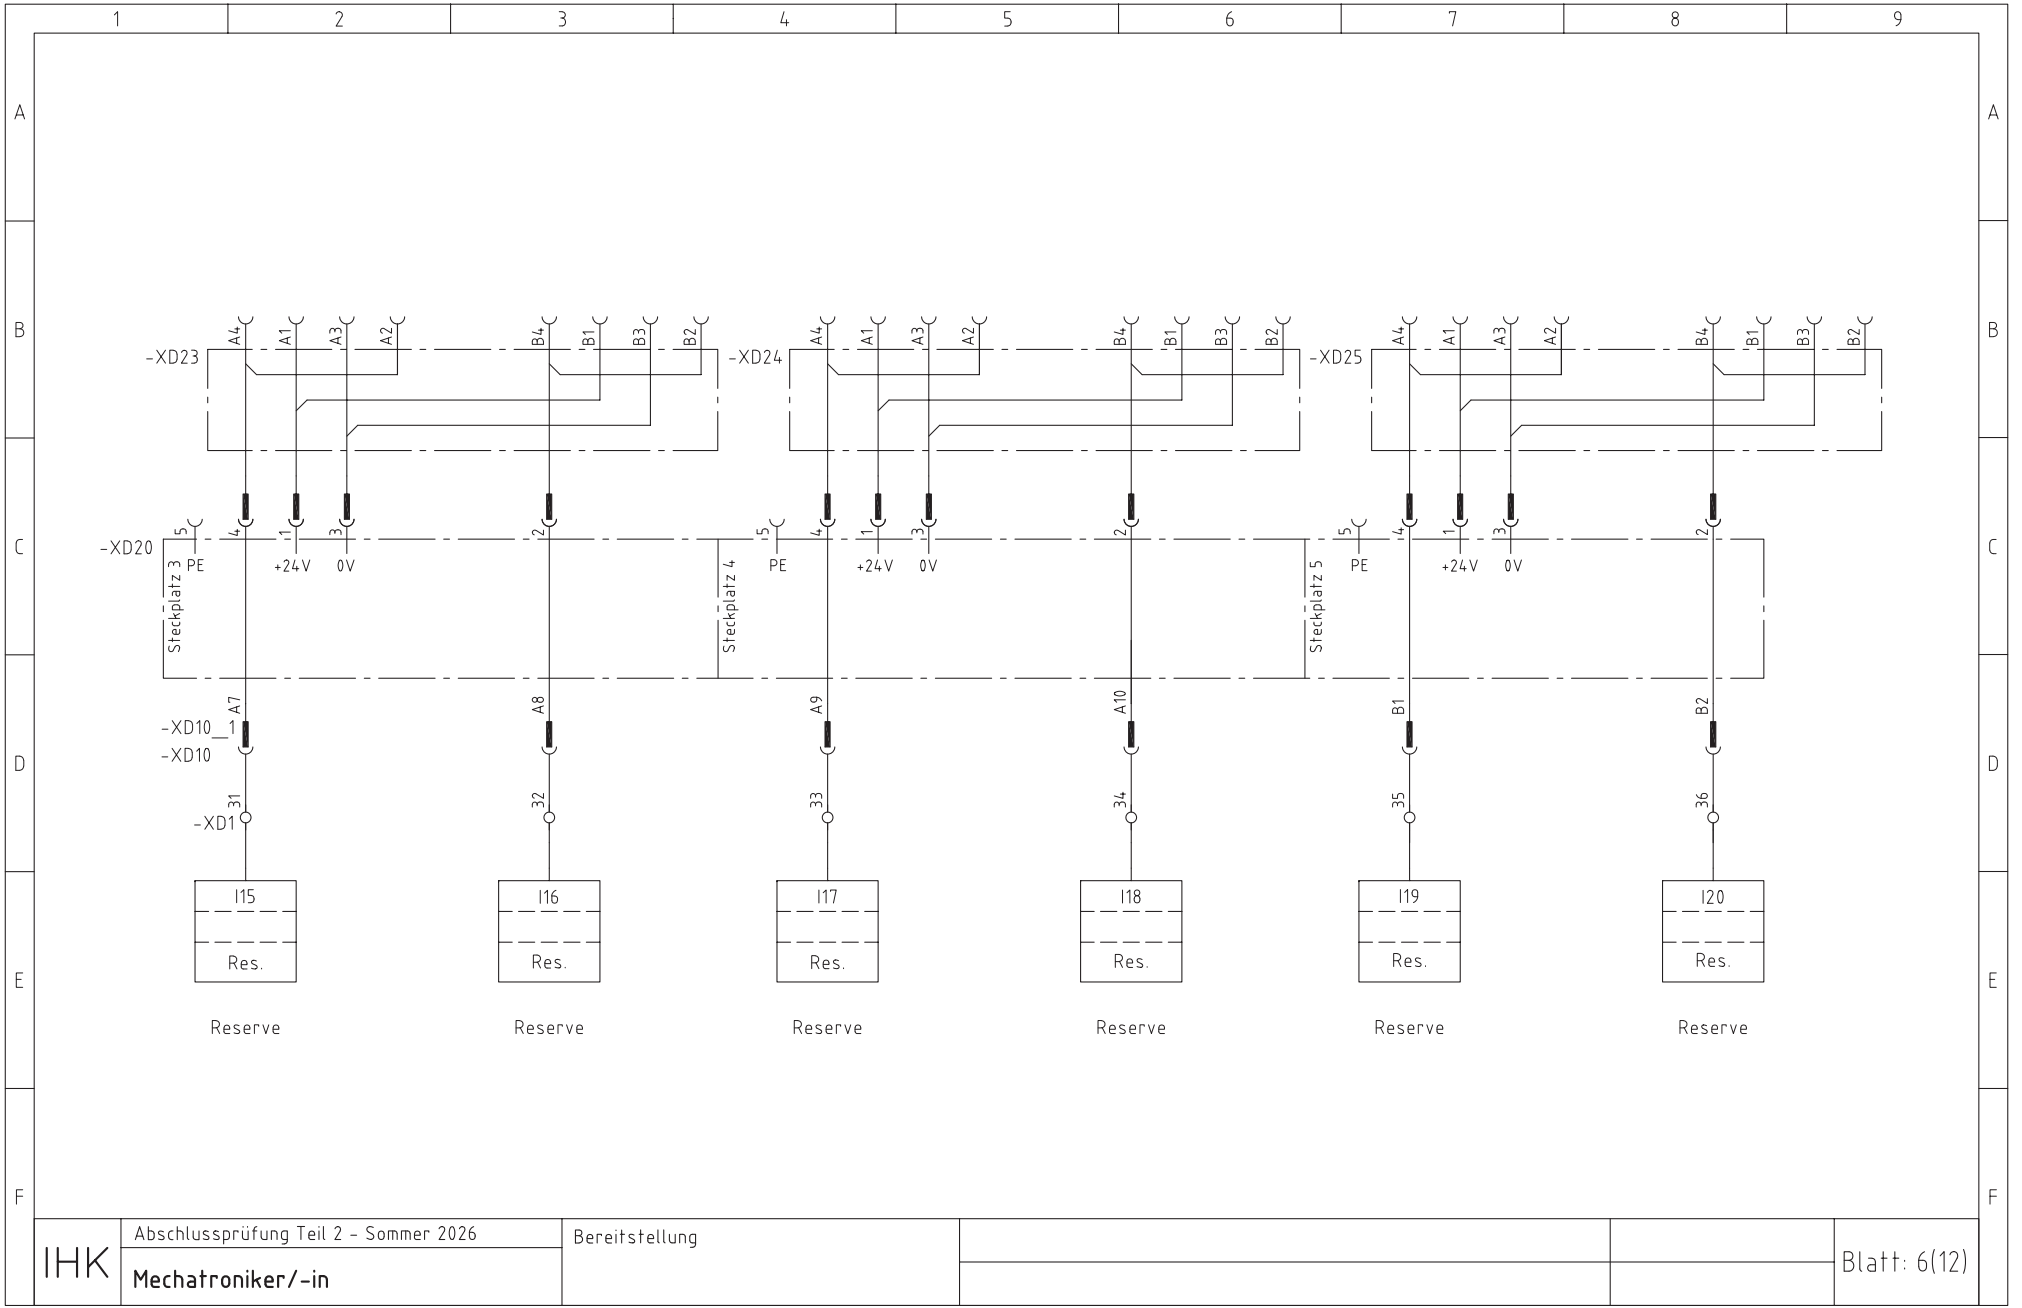 1 2 3 4 5 6 7 8 9
A A
B B
A4 A1 A3 A2 B4 B1 B3 B2 A4 A1 A3 A2 B4 B1 B3 B2 A4 A1 A3 A2 B4 B1 B3 B2
-XD23 -XD24 -XD25
5 4 1 3 2 5 4 1 3 2 5 4 1 3 2
C C
-XD20
PE +24V 0V PE +24V 0V PE +24V 0V
Steckplatz 3 Steckplatz 4 Steckplatz 5
A7 A8 A9 A10 B1 B2
-XD10__1
-XD10
D D
31 32 33 34 35 36
-XD1
I15 I16 I17 I18 I19 I20
Res. Res. Res. Res. Res. Res.
E E
Reserve Reserve Reserve Reserve Reserve Reserve
F F
IHK
Abschlussprüfung Teil 2 - Sommer 2026
Mechatroniker/-in
Bereitstellung
Blatt: 6(12)